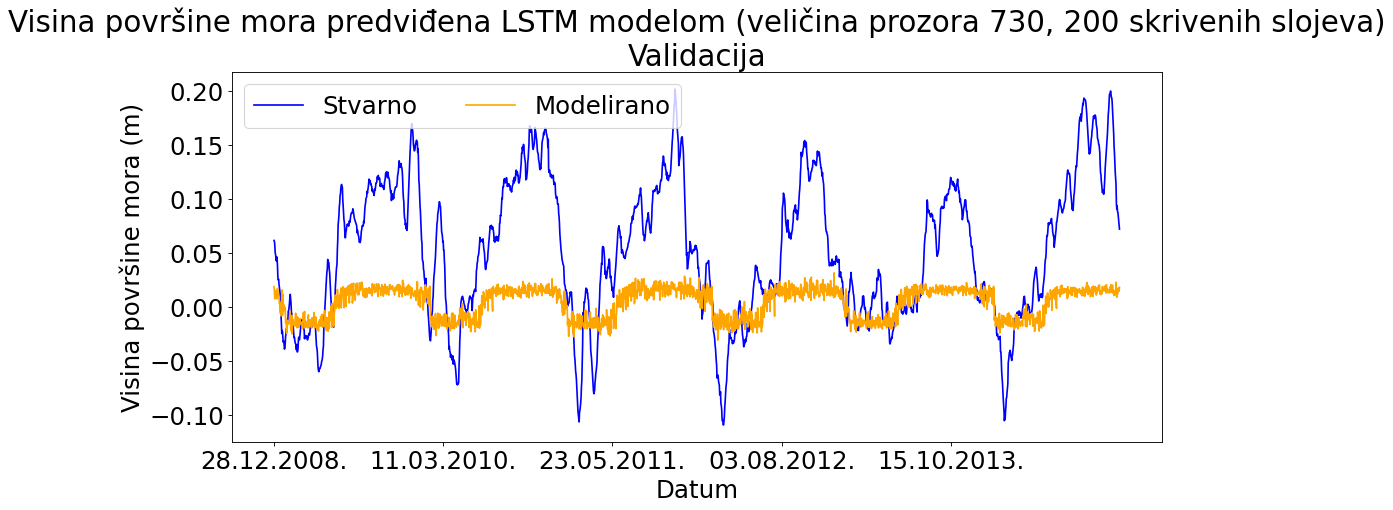 Visina površine mora predviđena LSTM modelom (veličina prozora 730, 200 skrivenih slojeva)
Validacija
Stvarno
Modelirano
Visina površine mora (m)
0.20
0.15
0.10
0.05
0.00
−0.05
−0.10
28.12.2008. 11.03.2010. 23.05.2011. 03.08.2012. 15.10.2013.
Datum